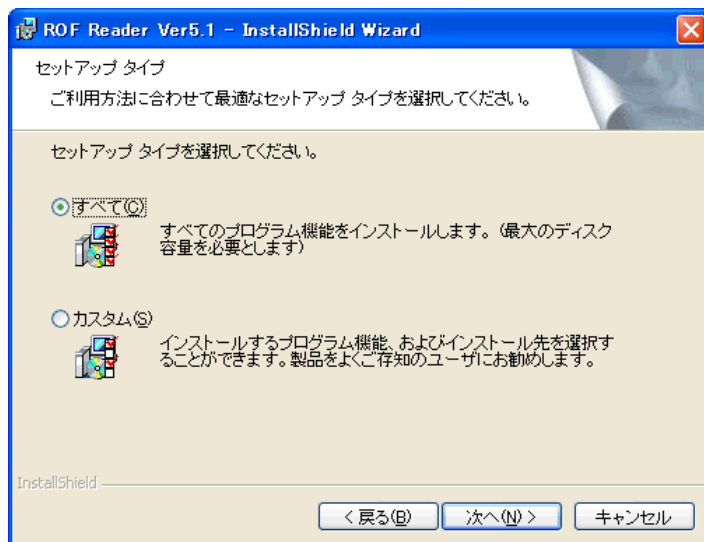 ROF Reader Ver5.1 - InstallShield Wizard
セットアップ タイプ
ご利用方法に合わせて最適なセットアップ タイプを選択してください。
セットアップ タイプを選択してください。
すべて(C)
すべてのプログラム機能をインストールします。（最大のディスク
容量を必要とします）
カスタム(S)
インストールするプログラム機能、およびインストール先を選択す
ることができます。製品をよくご存知のユーザにお勧めします。
InstallShield
< 戻る(B)
次へ(N) >
キャンセル